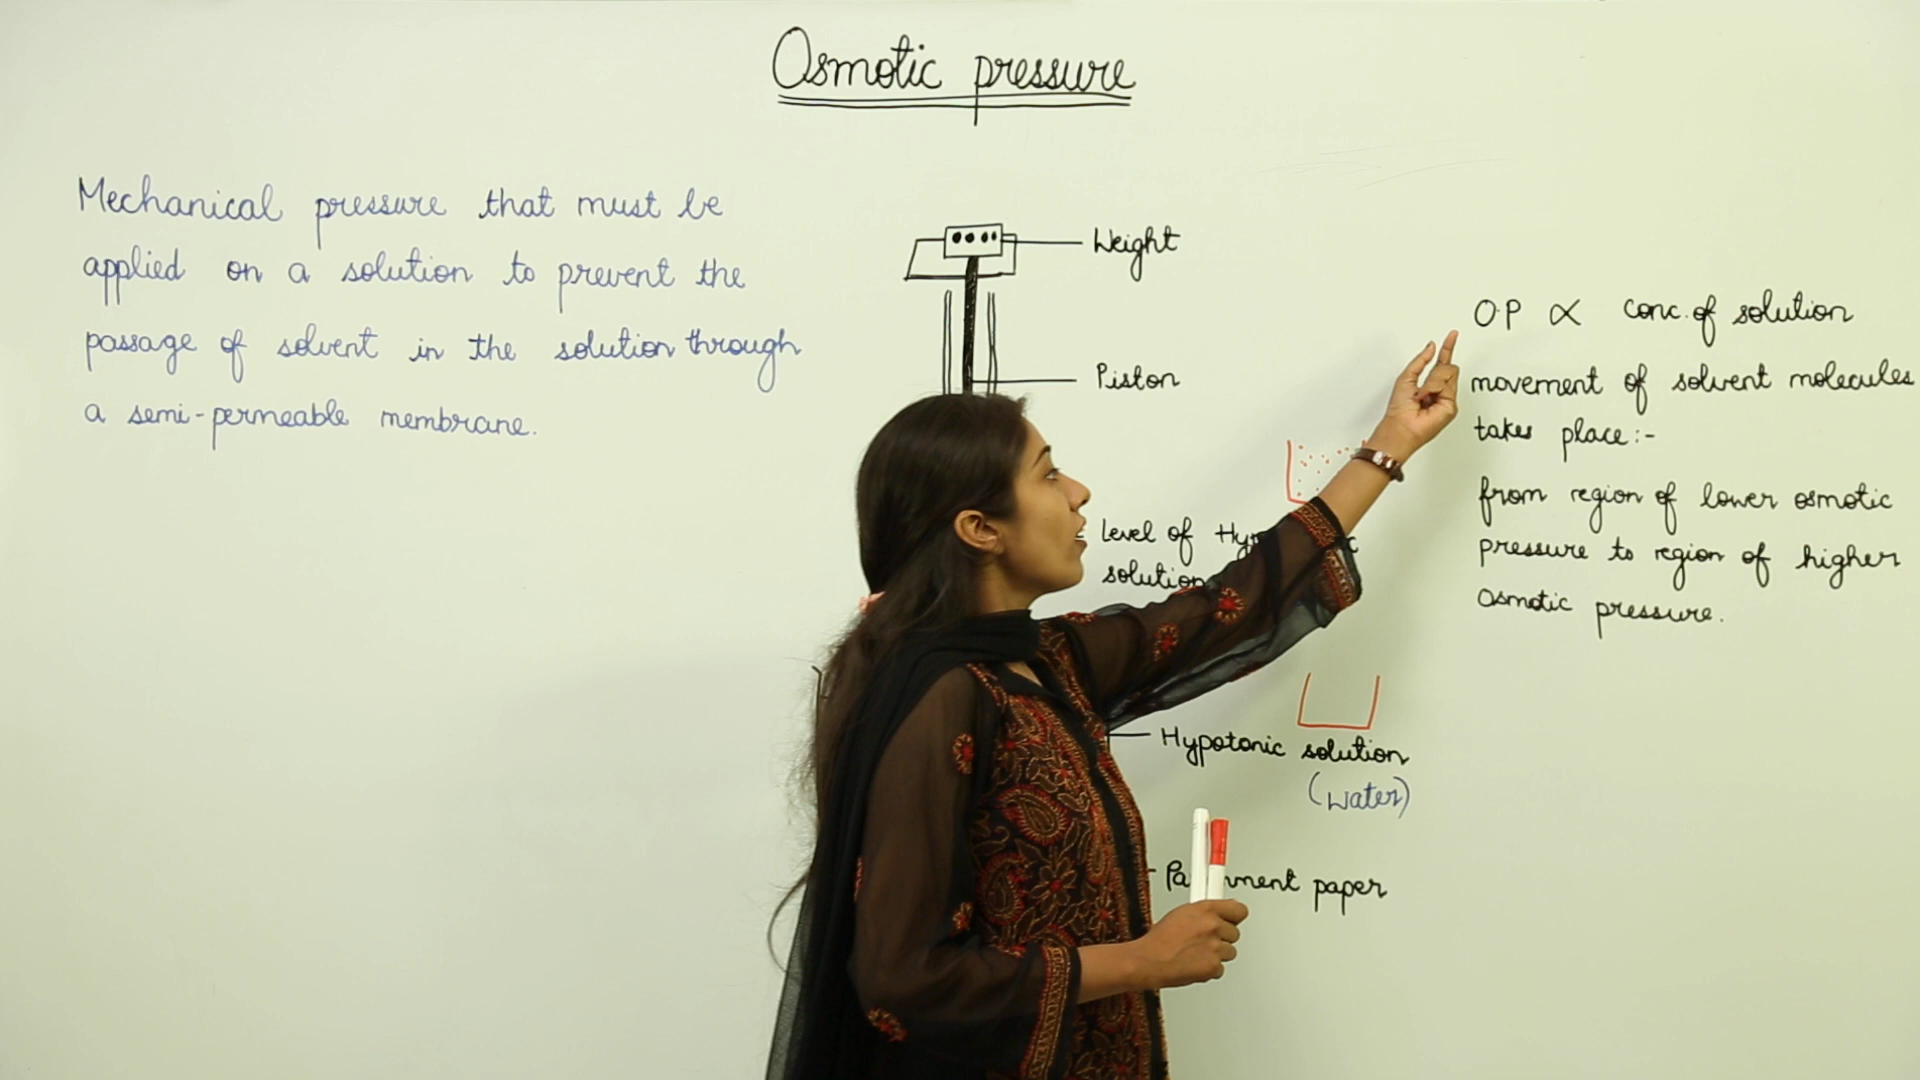 Osmotic pressure
Mechanical pressure that must be
applied on a solution to prevent the
passage of solvent in the solution through
a semi-permeable membrane.
Weight
Piston
Level of
solution
Hypotonic solution
(water)
paper
O.P ∝ conc. of solution
movement of solvent molecules
takes place:-
from region of lower osmotic
pressure to region of higher
osmotic pressure.